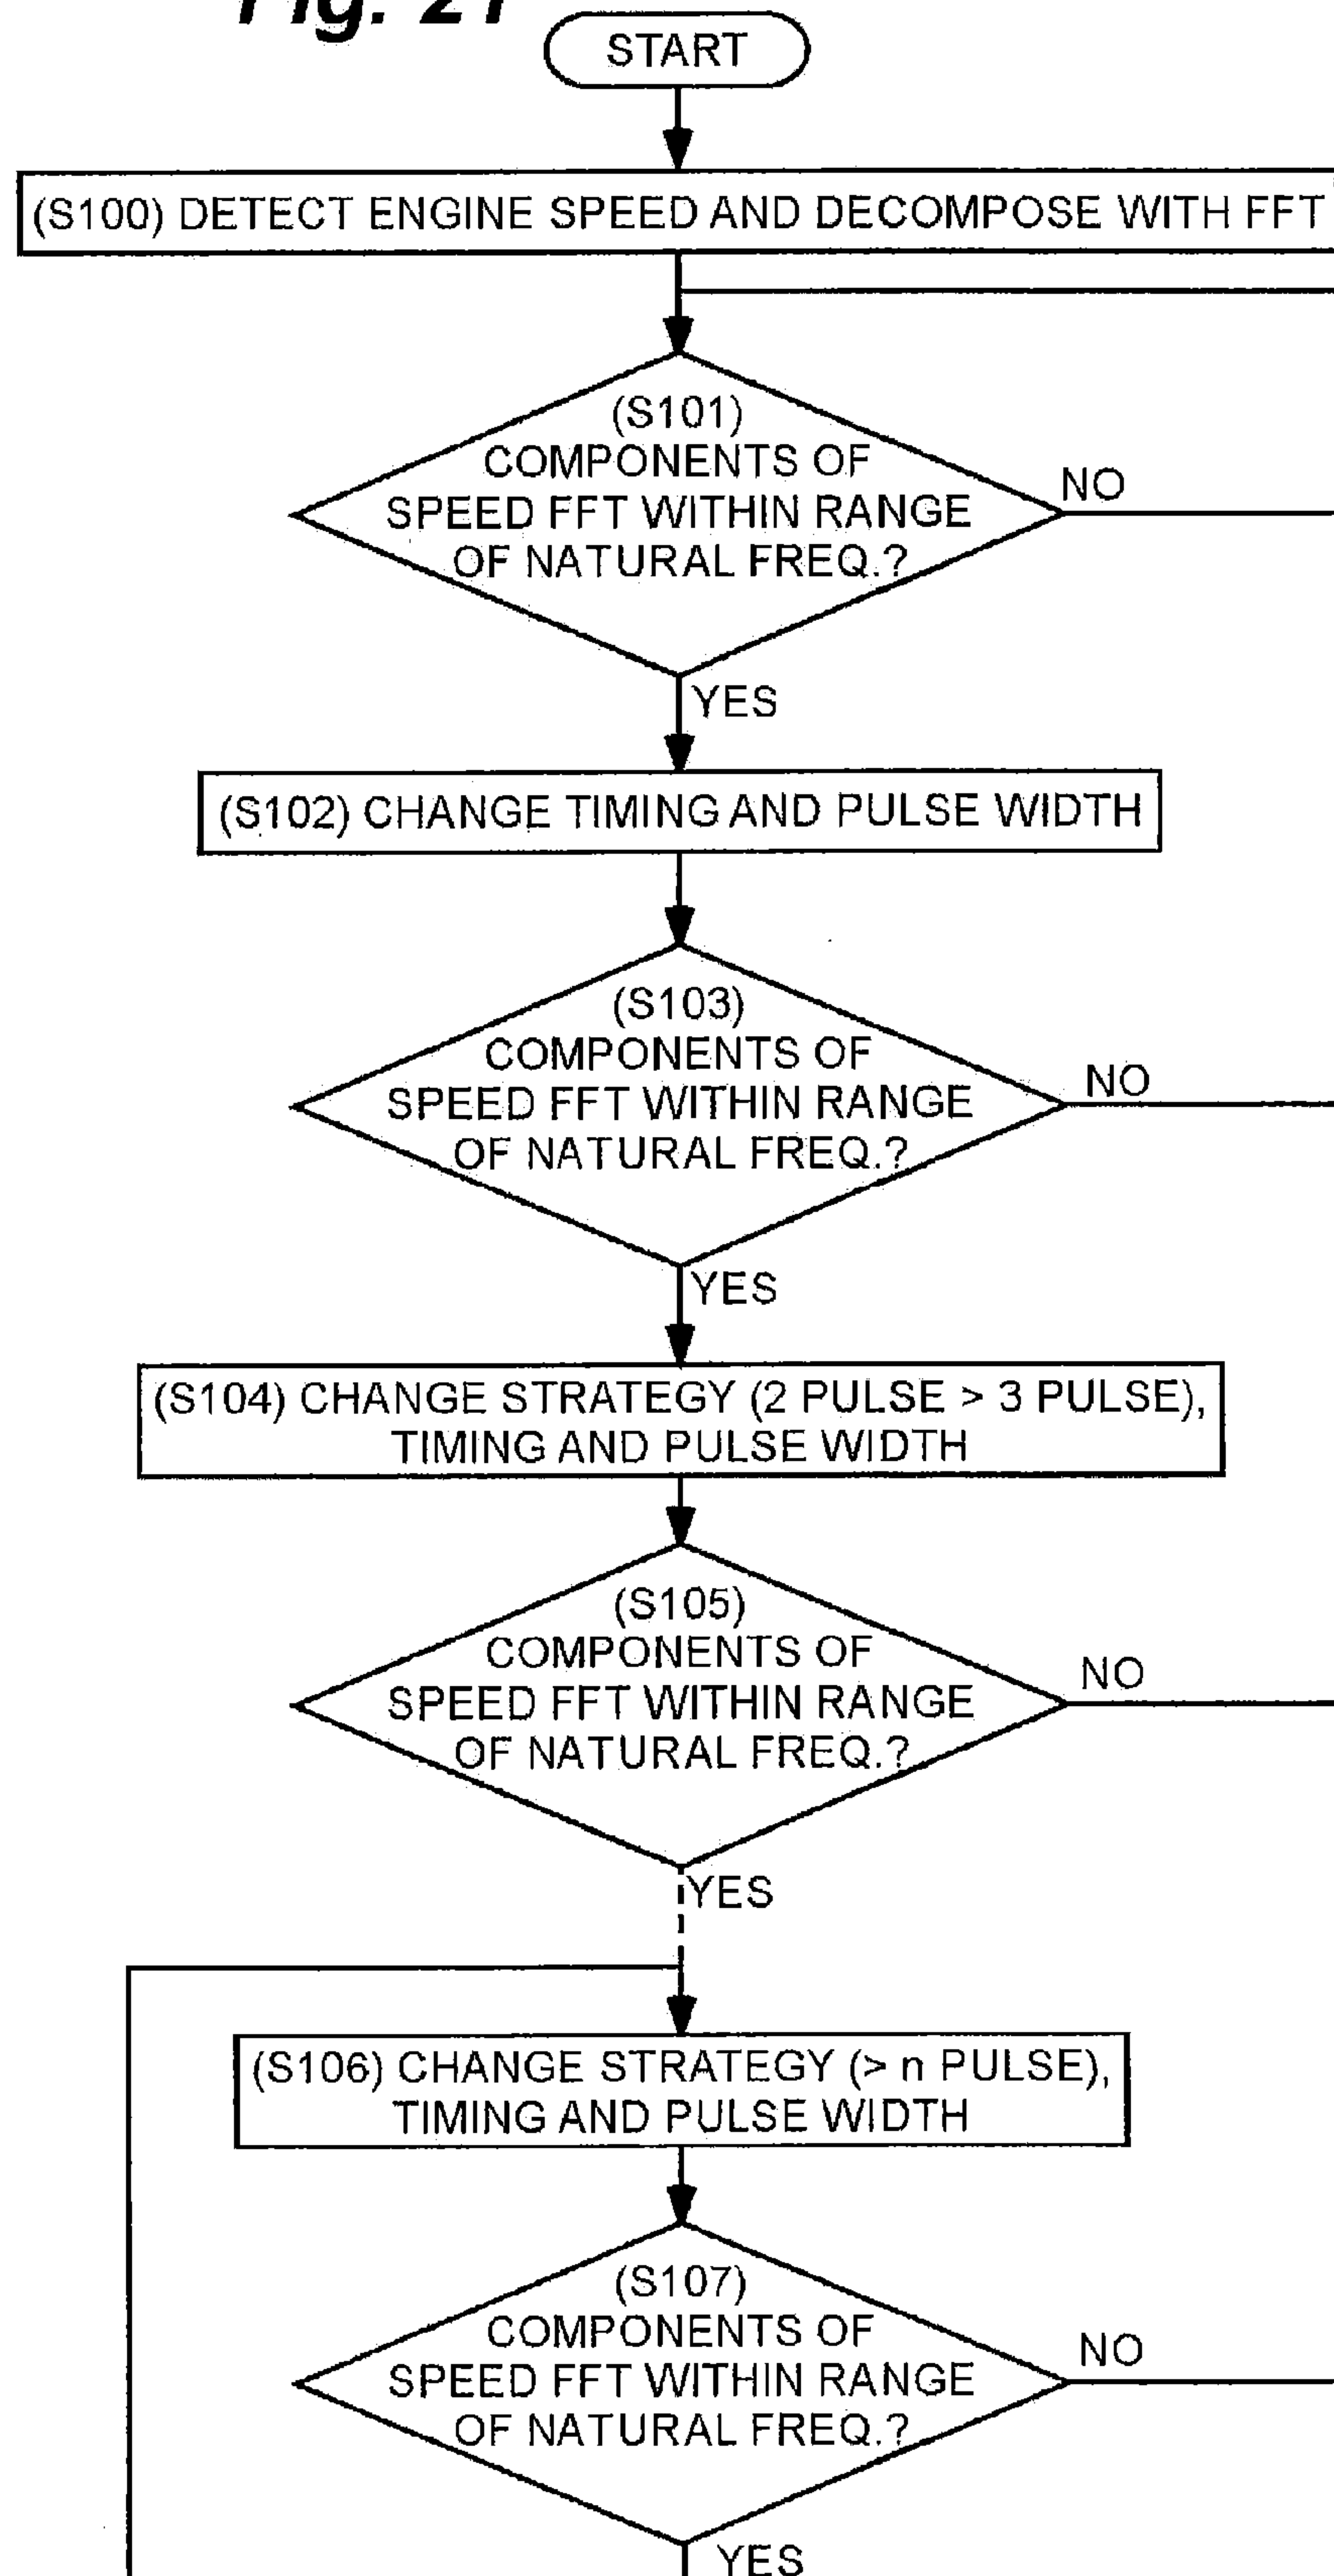 Fig. 21
START
(S100) DETECT ENGINE SPEED AND DECOMPOSE WITH FFT
(S101)
COMPONENTS OF
SPEED FFT WITHIN RANGE
OF NATURAL FREQ.?
NO
YES
(S102) CHANGE TIMING AND PULSE WIDTH
(S103)
COMPONENTS OF
SPEED FFT WITHIN RANGE
OF NATURAL FREQ.?
NO
YES
(S104) CHANGE STRATEGY (2 PULSE > 3 PULSE),
TIMING AND PULSE WIDTH
(S105)
COMPONENTS OF
SPEED FFT WITHIN RANGE
OF NATURAL FREQ.?
NO
YES
(S106) CHANGE STRATEGY (> n PULSE),
TIMING AND PULSE WIDTH
(S107)
COMPONENTS OF
SPEED FFT WITHIN RANGE
OF NATURAL FREQ.?
NO
YES